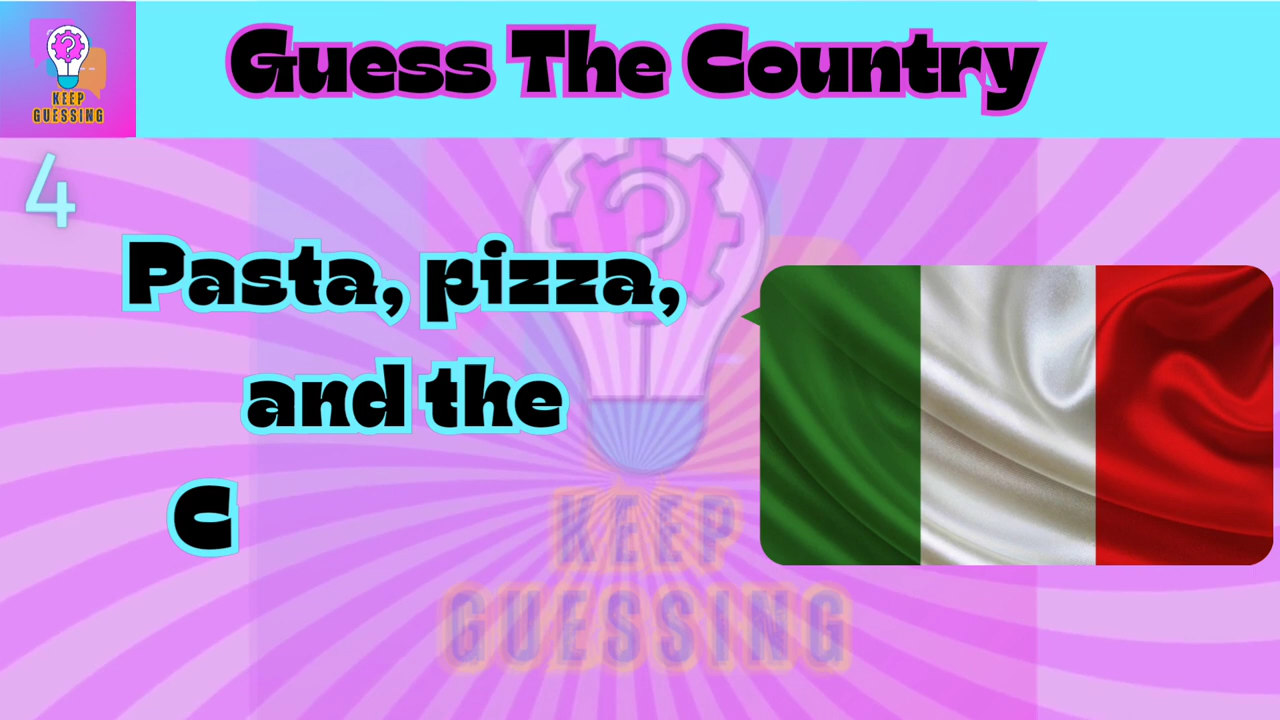 Guess The Country
KEEP
GUESSING
4
Pasta, pizza,
and the
C
KEEP
GUESSING